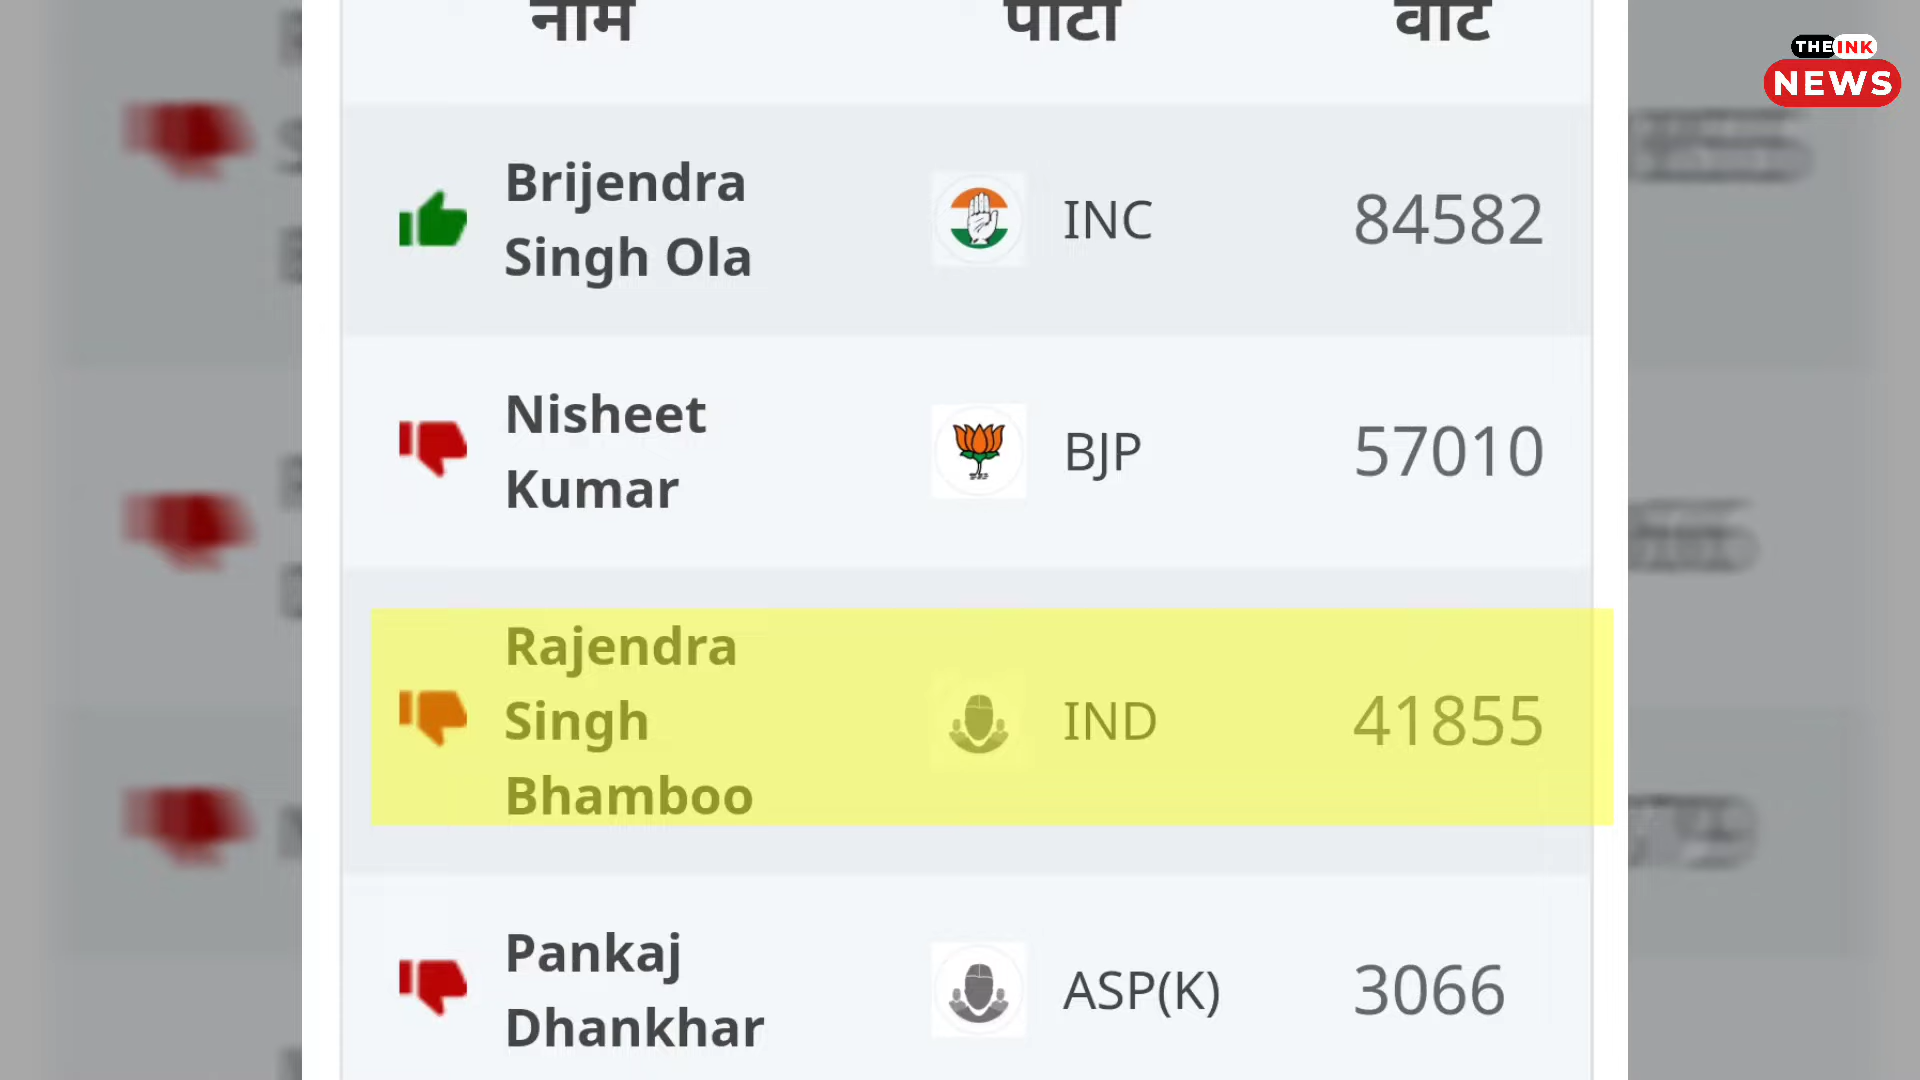 नाम पार्टी वोट
THE INK
NEWS
Brijendra
Singh Ola
INC
84582
Nisheet
Kumar
BJP
57010
Rajendra
Singh
Bhamboo
IND
41855
Pankaj
Dhankhar
ASP(K)
3066